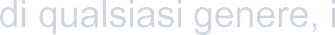 di qualsiasi genere, i